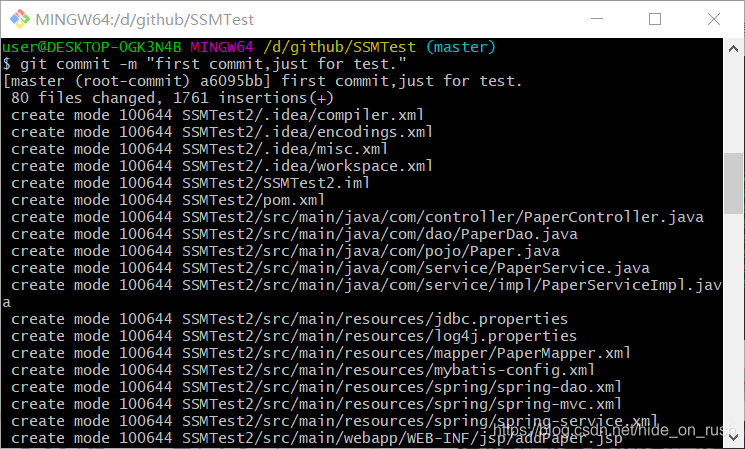 MINGW64:/d/github/SSMTest
user@DESKTOP-OGK3N4B MINGW64 /d/github/SSMTest (master)
$ git commit -m "first commit,just for test."
[master (root-commit) a6095bb] first commit,just for test.
 80 files changed, 1761 insertions(+)
 create mode 100644 SSMTest2/.idea/compiler.xml
 create mode 100644 SSMTest2/.idea/encodings.xml
 create mode 100644 SSMTest2/.idea/misc.xml
 create mode 100644 SSMTest2/.idea/workspace.xml
 create mode 100644 SSMTest2/SSMTest2.iml
 create mode 100644 SSMTest2/pom.xml
 create mode 100644 SSMTest2/src/main/java/com/controller/PaperController.java
 create mode 100644 SSMTest2/src/main/java/com/dao/PaperDao.java
 create mode 100644 SSMTest2/src/main/java/com/pojo/Paper.java
 create mode 100644 SSMTest2/src/main/java/com/service/PaperService.java
 create mode 100644 SSMTest2/src/main/java/com/service/impl/PaperServiceImpl.jav
a
 create mode 100644 SSMTest2/src/main/resources/jdbc.properties
 create mode 100644 SSMTest2/src/main/resources/log4j.properties
 create mode 100644 SSMTest2/src/main/resources/mapper/PaperMapper.xml
 create mode 100644 SSMTest2/src/main/resources/mybatis-config.xml
 create mode 100644 SSMTest2/src/main/resources/spring/spring-dao.xml
 create mode 100644 SSMTest2/src/main/resources/spring/spring-mvc.xml
 create mode 100644 SSMTest2/src/main/resources/spring/spring-service.xml
 create mode 100644 SSMTest2/src/main/webapp/WEB-INF/jsp/addPaper.jsp
https://blog.csdn.net/hide_on_rush